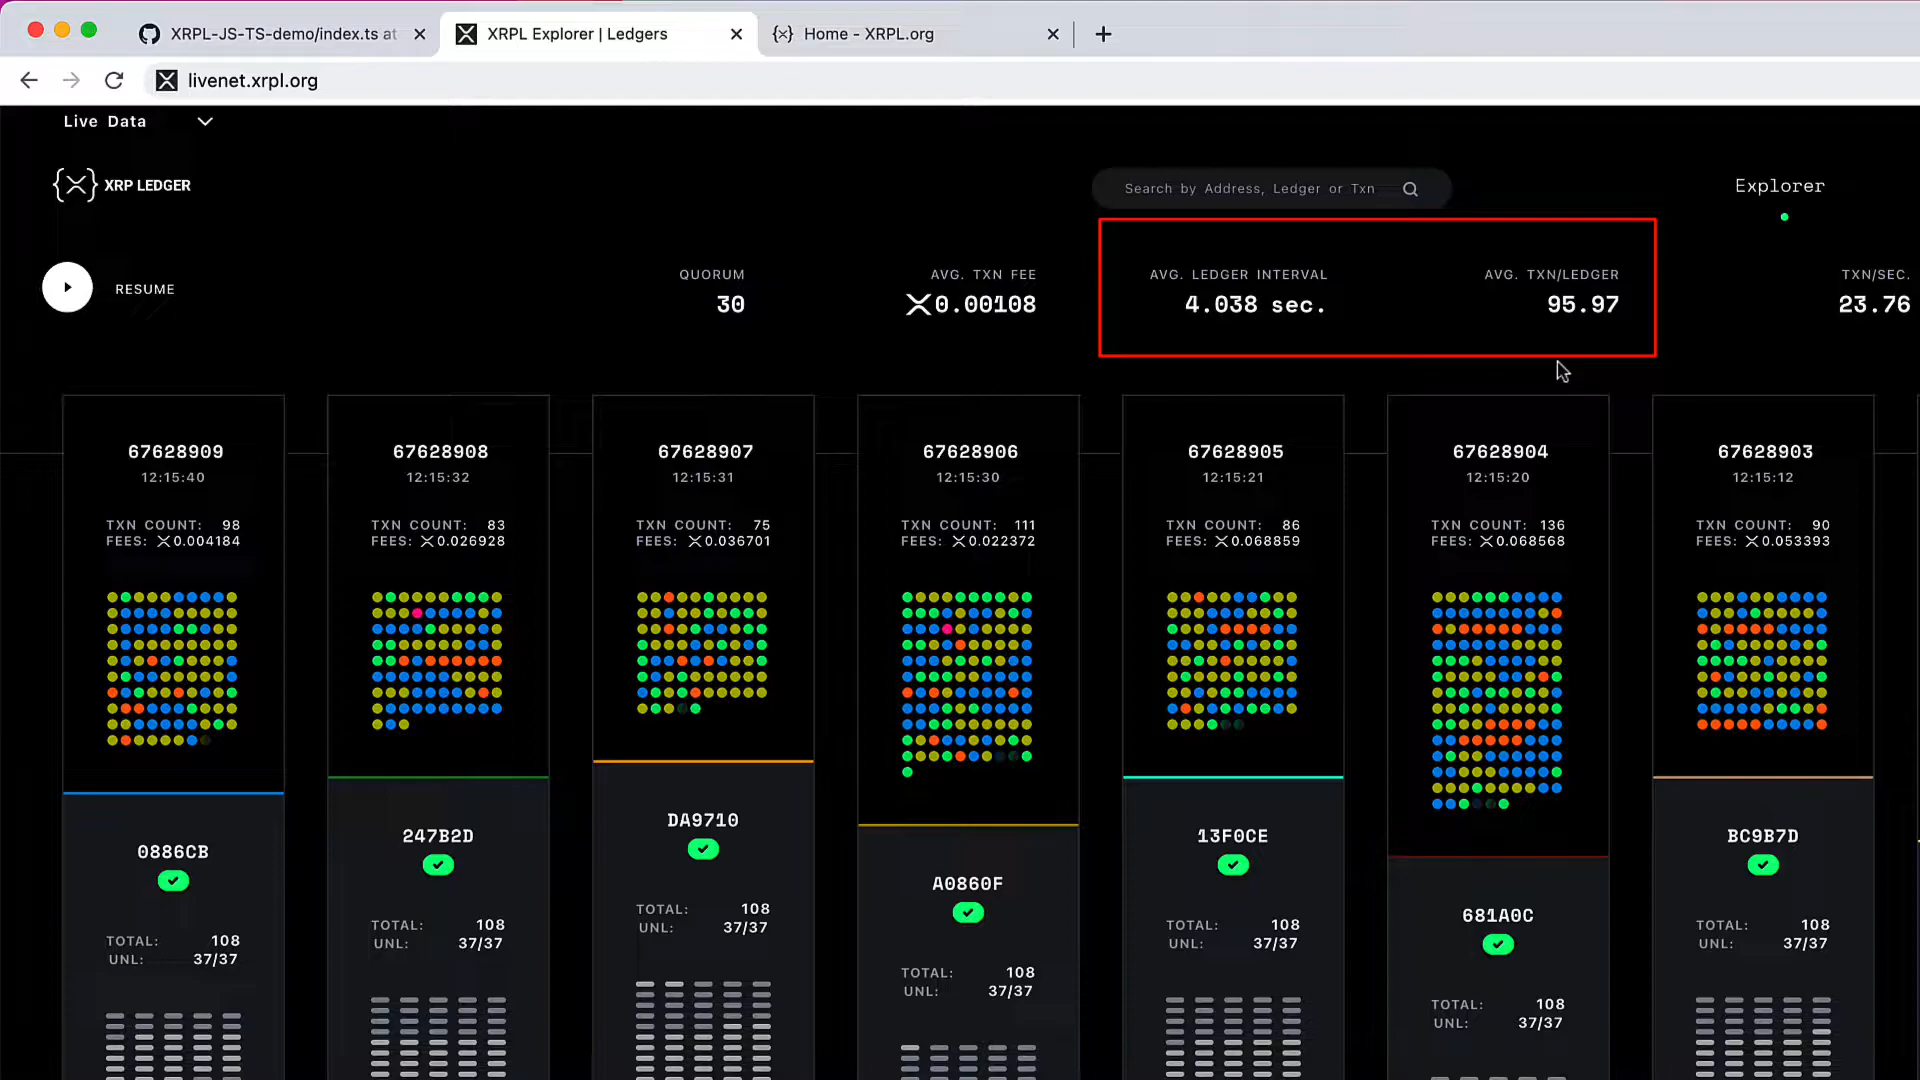 XRPL-JS-TS-demo/index.ts at
XRPL Explorer | Ledgers
{x} Home - XRPL.org
livenet.xrpl.org
Live Data
XRP LEDGER
Search by Address, Ledger or Txn
Explorer
RESUME
QUORUM
30
AVG. TXN FEE
0.00108
AVG. LEDGER INTERVAL
4.038 sec.
AVG. TXN/LEDGER
95.97
TXN/SEC.
23.76
67628909
12:15:40
TXN COUNT: 98
FEES: 0.004184
0886CB
TOTAL: 108
UNL: 37/37
67628908
12:15:32
TXN COUNT: 83
FEES: 0.026928
247B2D
TOTAL: 108
UNL: 37/37
67628907
12:15:31
TXN COUNT: 75
FEES: 0.036701
DA9710
TOTAL: 108
UNL: 37/37
67628906
12:15:30
TXN COUNT: 111
FEES: 0.022372
A0860F
TOTAL: 108
UNL: 37/37
67628905
12:15:21
TXN COUNT: 86
FEES: 0.068859
13F0CE
TOTAL: 108
UNL: 37/37
67628904
12:15:20
TXN COUNT: 136
FEES: 0.068568
681A0C
TOTAL: 108
UNL: 37/37
67628903
12:15:12
TXN COUNT: 90
FEES: 0.053393
BC9B7D
TOTAL: 108
UNL: 37/37